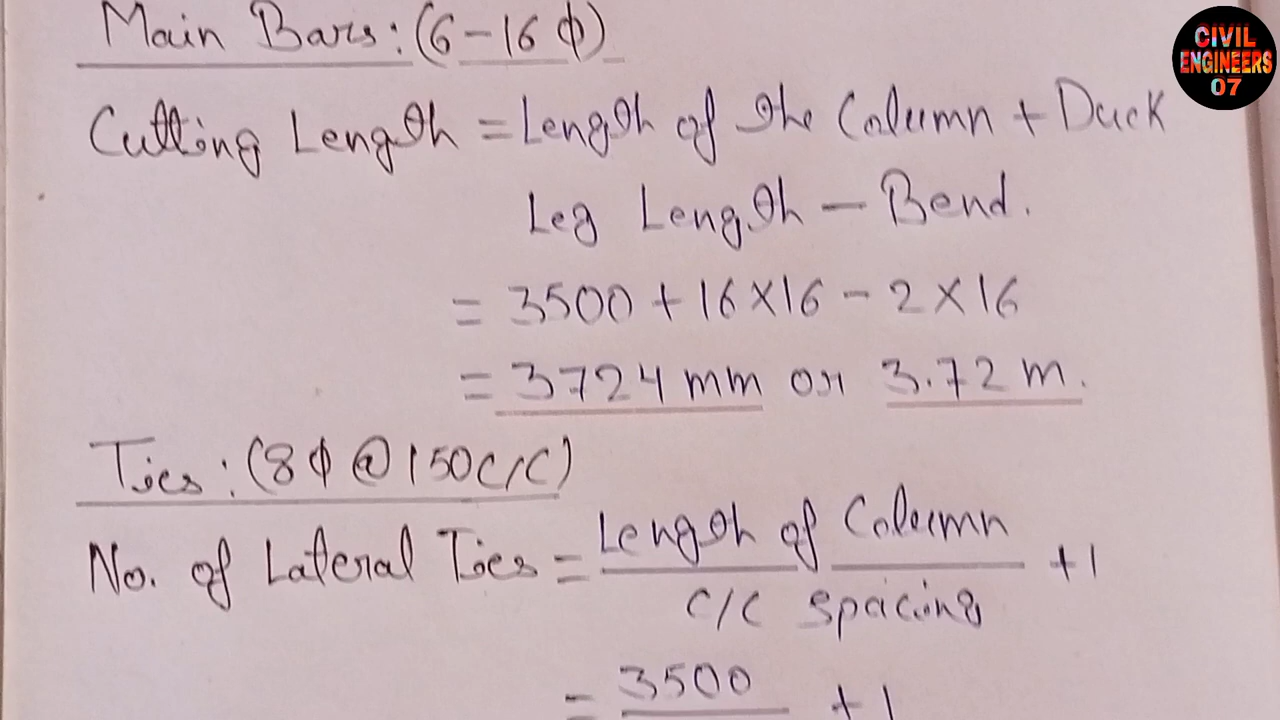 Main Bars: (6-16 ф)
CIVIL
ENGINEERS
07
Cutting Length = Length of the Column + Duck
Leg Length - Bend.
= 3500 + 16 X 16 - 2 X 16
= 3724 mm or 3.72 m.
Ties: (8 ф @ 150 C/C)
No. of Lateral Ties = Length of Column / C/C Spacing + 1
= 3500 + 1